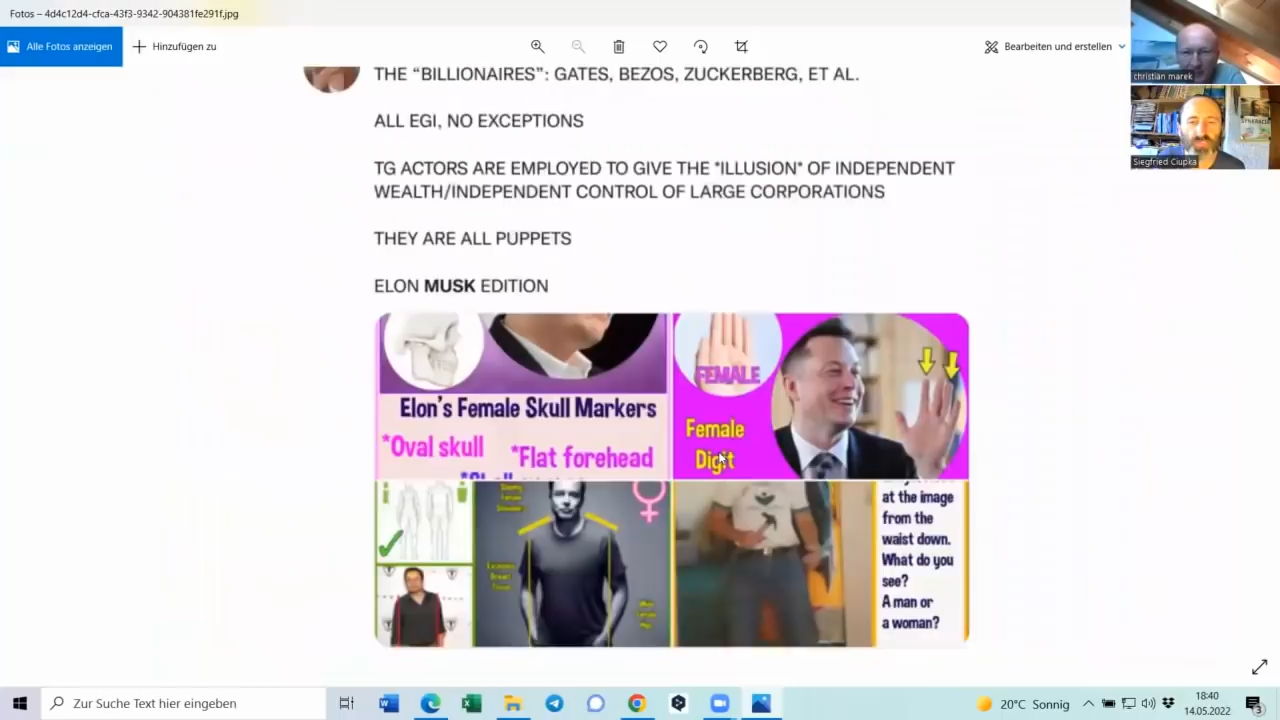 Fotos – 4d4c12d4-cfca-43f3-9342-904381fe291f.jpg
Alle Fotos anzeigen
Hinzufügen zu
Bearbeiten und erstellen
christian marek
Siegfried Ciupka
THE “BILLIONAIRES”: GATES, BEZOS, ZUCKERBERG, ET AL.
ALL EGI, NO EXCEPTIONS
TG ACTORS ARE EMPLOYED TO GIVE THE *ILLUSION* OF INDEPENDENT
WEALTH/INDEPENDENT CONTROL OF LARGE CORPORATIONS
THEY ARE ALL PUPPETS
ELON MUSK EDITION
Elon's Female Skull Markers
*Oval skull
*Flat forehead
FEMALE
Female
Digit
at the image
from the
waist down.
What do you
see?
A man or
a woman?
Zur Suche Text hier eingeben
20°C Sonnig
18:40
14.05.2022
3